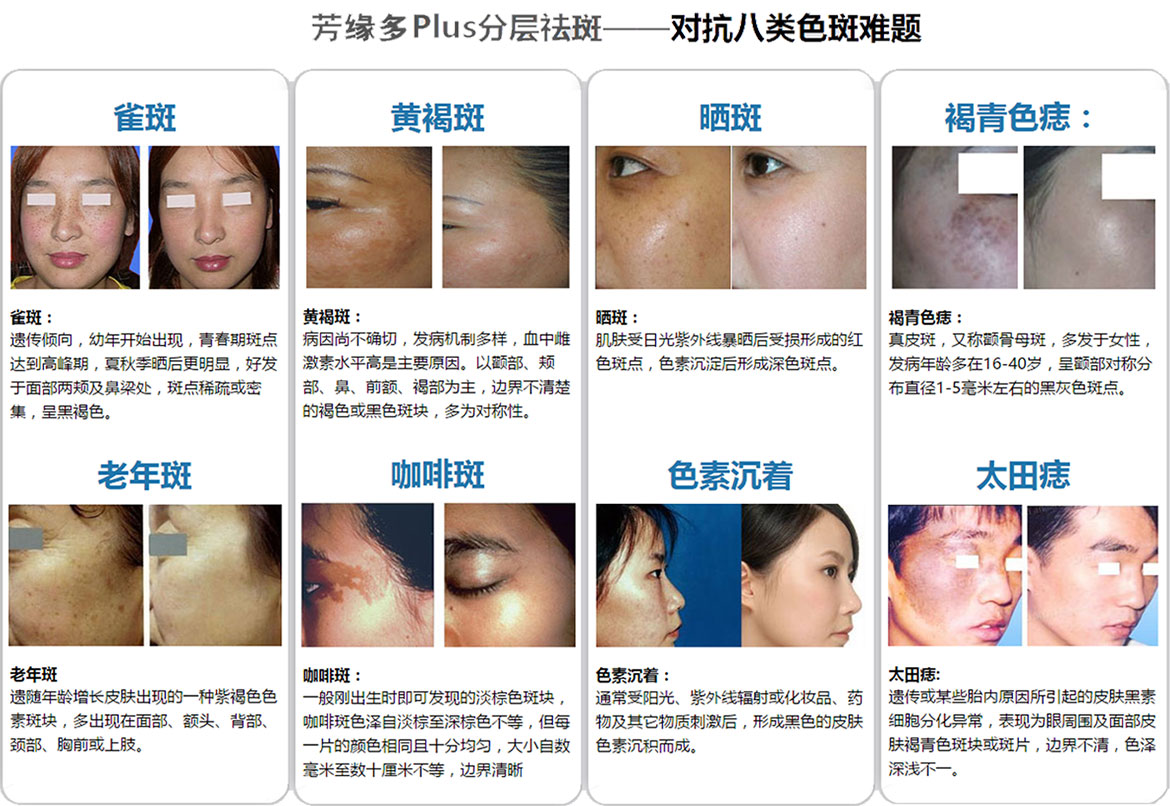 芳缘多Plus分层祛斑——对抗八类色斑难题
雀斑
雀斑：
遗传倾向，幼年开始出现，青春期斑点
达到高峰期，夏秋季晒后更明显，好发
于面部两颊及鼻梁处，斑点稀疏或密
集，呈黑褐色。
黄褐斑
黄褐斑：
病因尚不确切，发病机制多样，血中雌
激素水平高是主要原因。以颧部、颊
部、鼻、前额、褐部为主，边界不清楚
的褐色或黑色斑块，多为对称性。
晒斑
晒斑：
肌肤受日光紫外线暴晒后受损形成的红
色斑点，色素沉淀后形成深色斑点。
褐青色痣：
褐青色痣：
真皮斑，又称颧骨母斑，多发于女性，
发病年龄多在16-40岁，呈颧部对称分
布直径1-5毫米左右的黑灰色斑点。
老年斑
老年斑
遗随年龄增长皮肤出现的一种紫褐色色
素斑块，多出现在面部、额头、背部、
颈部、胸前或上肢。
咖啡斑
咖啡斑：
一般刚出生时即可发现的淡棕色斑块，
咖啡斑色泽自淡棕至深棕色不等，但每
一片的颜色相同且十分均匀，大小自数
毫米至数十厘米不等，边界清晰
色素沉着
色素沉着：
通常受阳光、紫外线辐射或化妆品、药
物及其它物质刺激后，形成黑色的皮肤
色素沉积而成。
太田痣
太田痣:
遗传或某些胎内原因所引起的皮肤黑素
细胞分化异常，表现为眼周围及面部皮
肤褐青色斑块或斑片，边界不清，色泽
深浅不一。